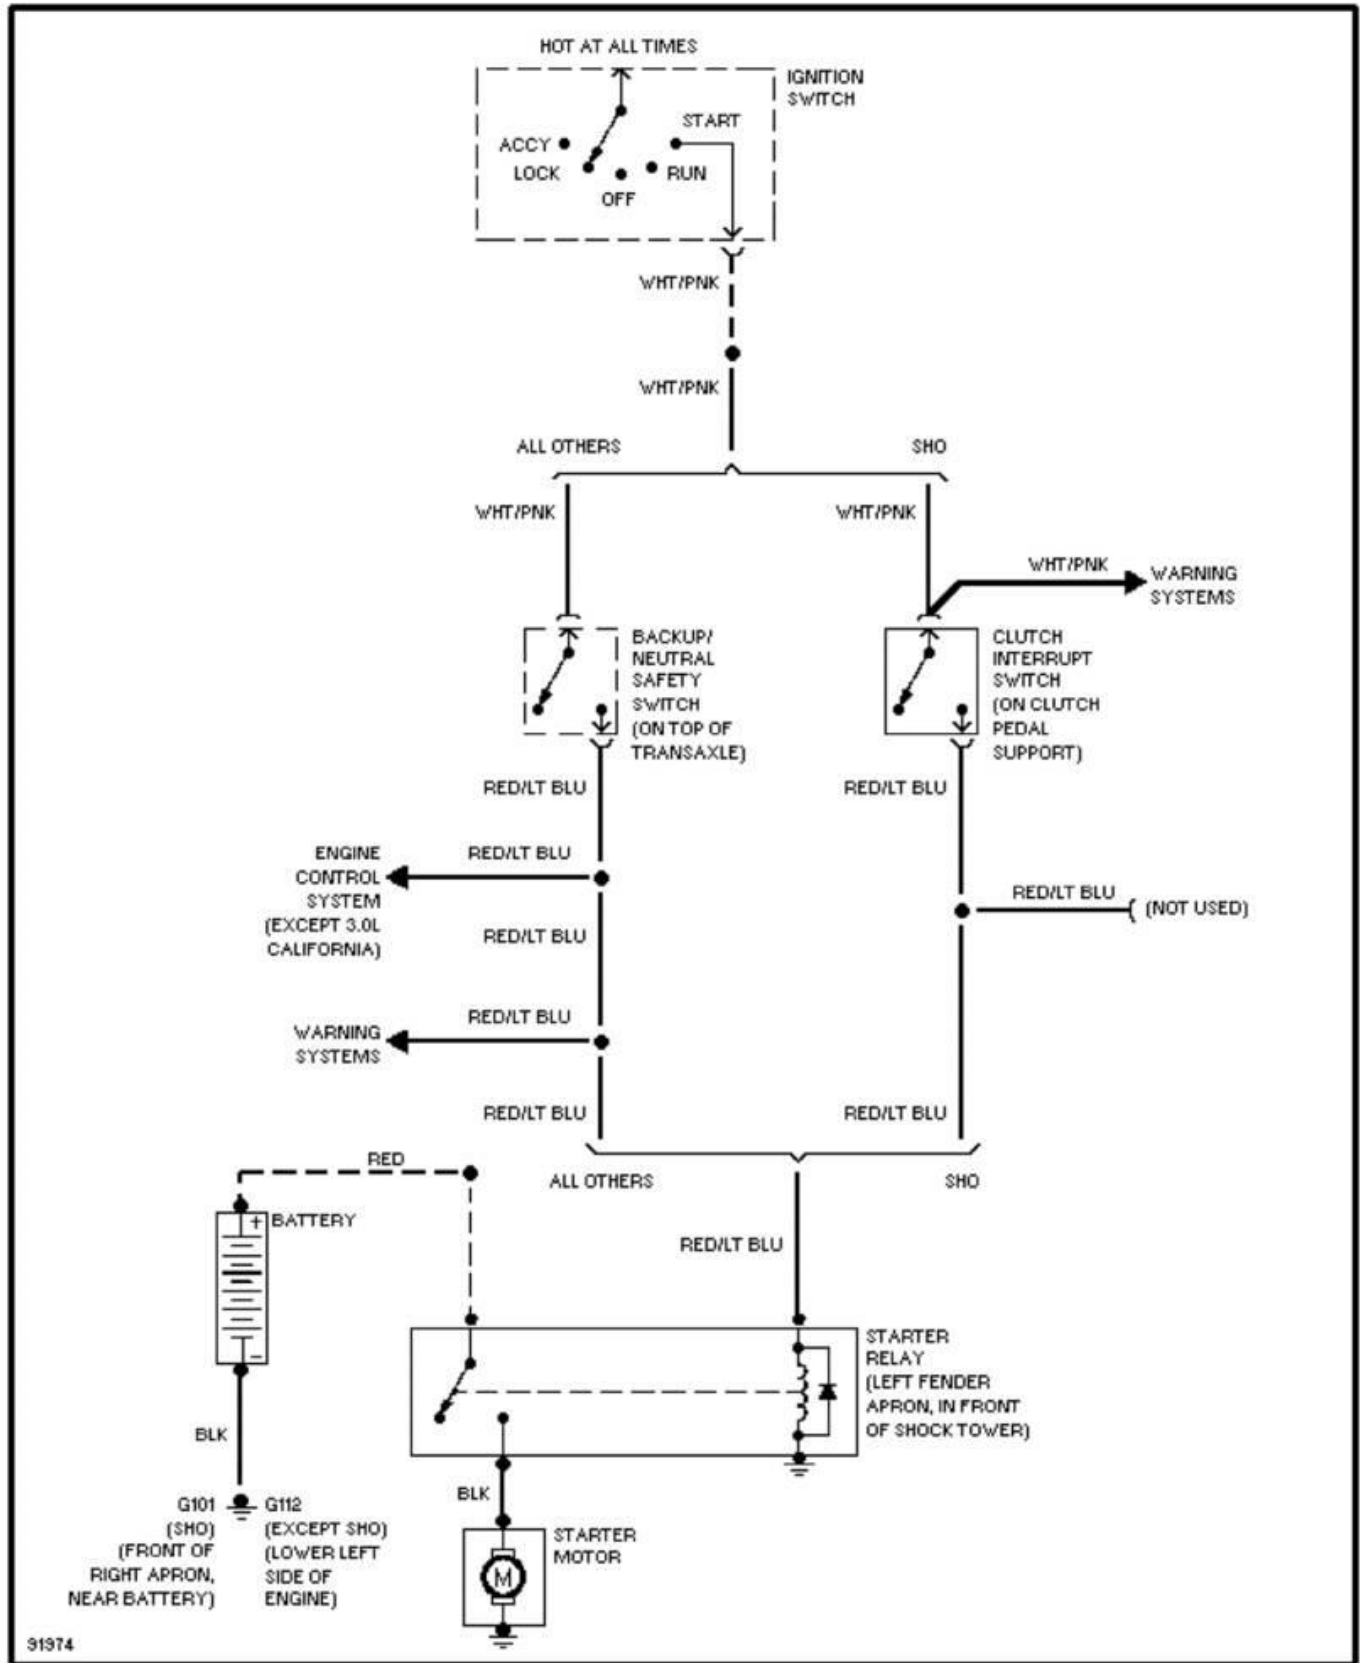 HOT AT ALL TIMES
IGNITION
SWITCH
START
ACCY
LOCK
RUN
OFF
WHT/PNK
WHT/PNK
ALL OTHERS
SHO
WHT/PNK
WHT/PNK
WHT/PNK
WARNING
SYSTEMS
BACKUP/
NEUTRAL
SAFETY
SWITCH
(ON TOP OF
TRANSAXLE)
CLUTCH
INTERRUPT
SWITCH
(ON CLUTCH
PEDAL
SUPPORT)
RED/LT BLU
RED/LT BLU
ENGINE
CONTROL
SYSTEM
(EXCEPT 3.0L
CALIFORNIA)
RED/LT BLU
RED/LT BLU
(NOT USED)
RED/LT BLU
WARNING
SYSTEMS
RED/LT BLU
RED/LT BLU
RED/LT BLU
RED
ALL OTHERS
SHO
+
BATTERY
RED/LT BLU
-
STARTER
RELAY
(LEFT FENDER
APRON, IN FRONT
OF SHOCK TOWER)
BLK
BLK
G101
(SHO)
(FRONT OF
RIGHT APRON,
NEAR BATTERY)
G112
(EXCEPT SHO)
(LOWER LEFT
SIDE OF
ENGINE)
STARTER
MOTOR
M
91974